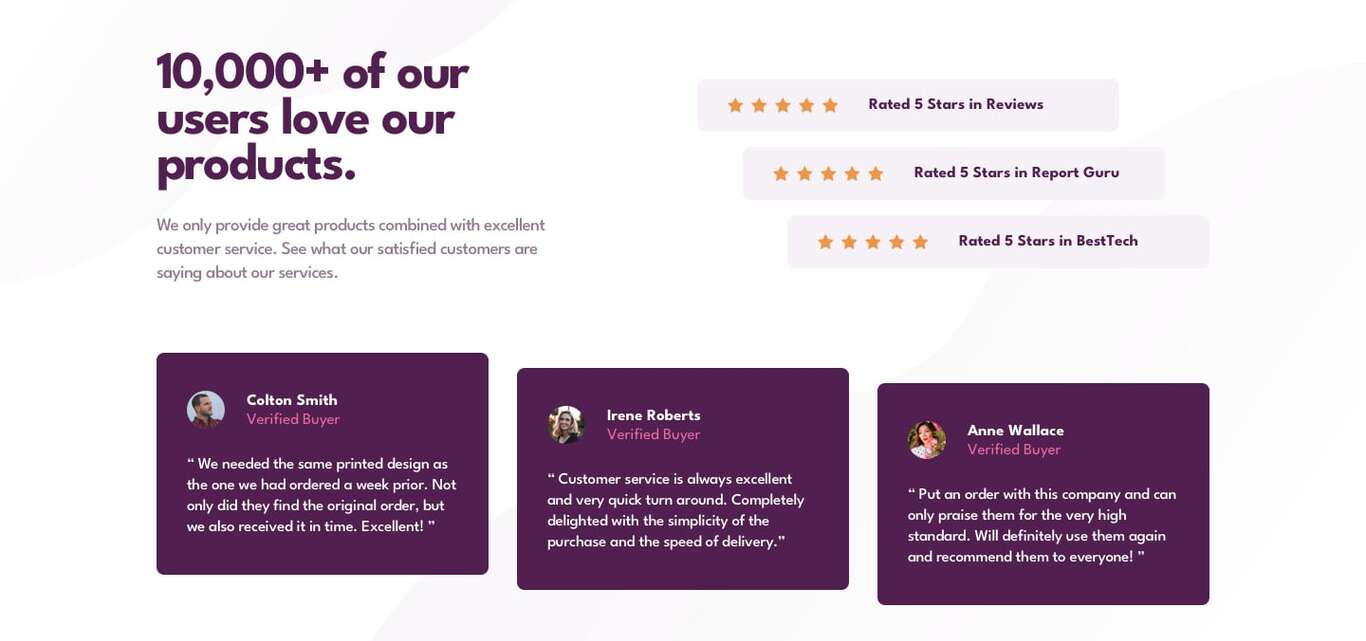 10,000+ of our
users love our
products.
We only provide great products combined with excellent
customer service. See what our satisfied customers are
saying about our services.
Rated 5 Stars in Reviews
Rated 5 Stars in Report Guru
Rated 5 Stars in BestTech
Colton Smith
Verified Buyer
“ We needed the same printed design as
the one we had ordered a week prior. Not
only did they find the original order, but
we also received it in time. Excellent! ”
Irene Roberts
Verified Buyer
“ Customer service is always excellent
and very quick turn around. Completely
delighted with the simplicity of the
purchase and the speed of delivery.”
Anne Wallace
Verified Buyer
“ Put an order with this company and can
only praise them for the very high
standard. Will definitely use them again
and recommend them to everyone! ”